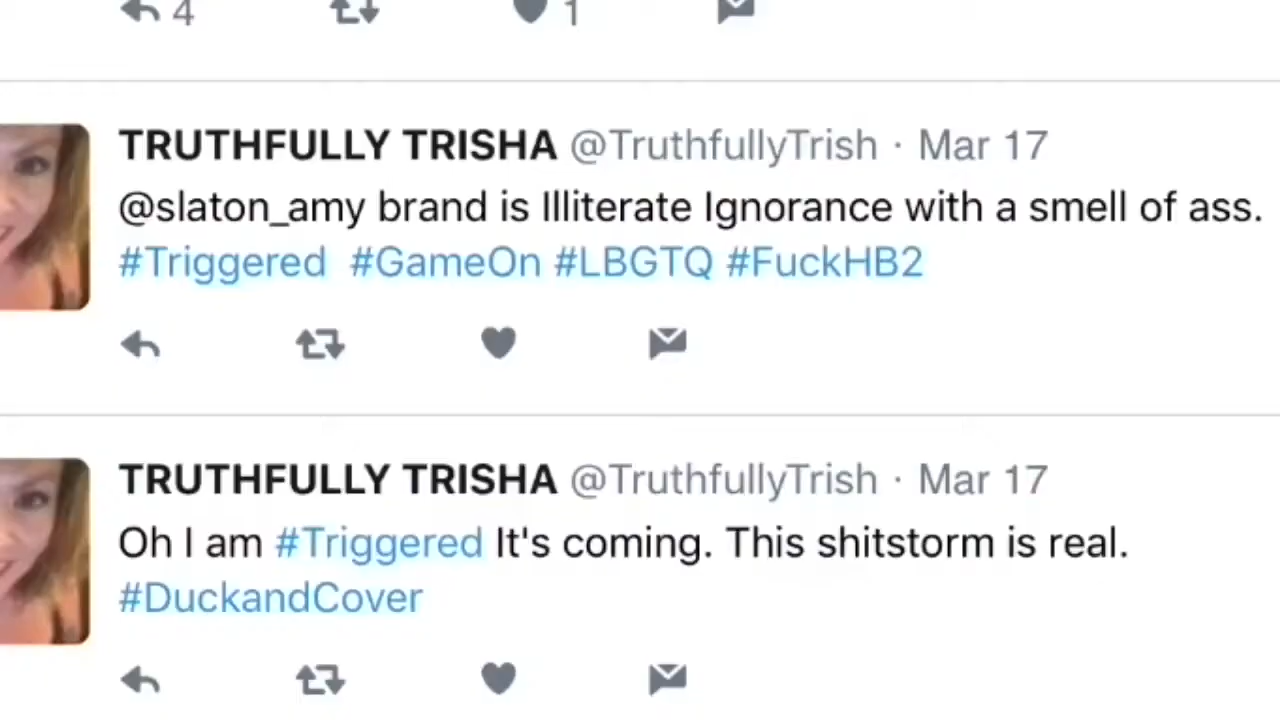 4 1
TRUTHFULLY TRISHA @TruthfullyTrish · Mar 17
@slaton_amy brand is Illiterate Ignorance with a smell of ass.
#Triggered #GameOn #LBGTQ #FuckHB2
TRUTHFULLY TRISHA @TruthfullyTrish · Mar 17
Oh I am #Triggered It's coming. This shitstorm is real.
#DuckandCover